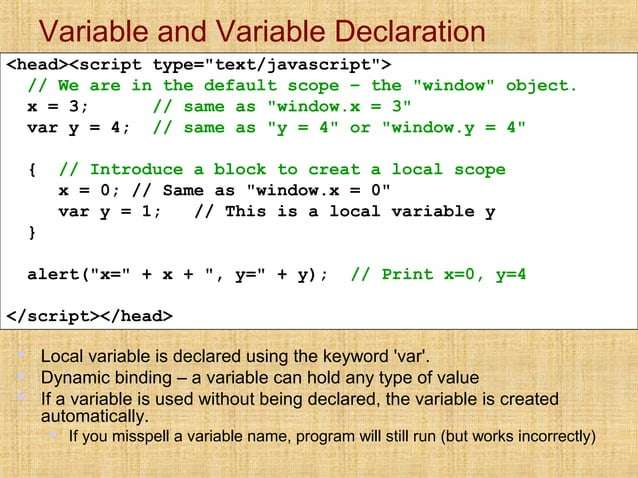 Variable and Variable Declaration
<head><script type="text/javascript">
// We are in the default scope – the "window" object.
x = 3; // same as "window.x = 3"
var y = 4; // same as "y = 4" or "window.y = 4"
{ // Introduce a block to creat a local scope
x = 0; // Same as "window.x = 0"
var y = 1; // This is a local variable y
}
alert("x=" + x + ", y=" + y); // Print x=0, y=4
</script></head>
Local variable is declared using the keyword 'var'.
Dynamic binding – a variable can hold any type of value
If a variable is used without being declared, the variable is created
automatically.
If you misspell a variable name, program will still run (but works incorrectly)